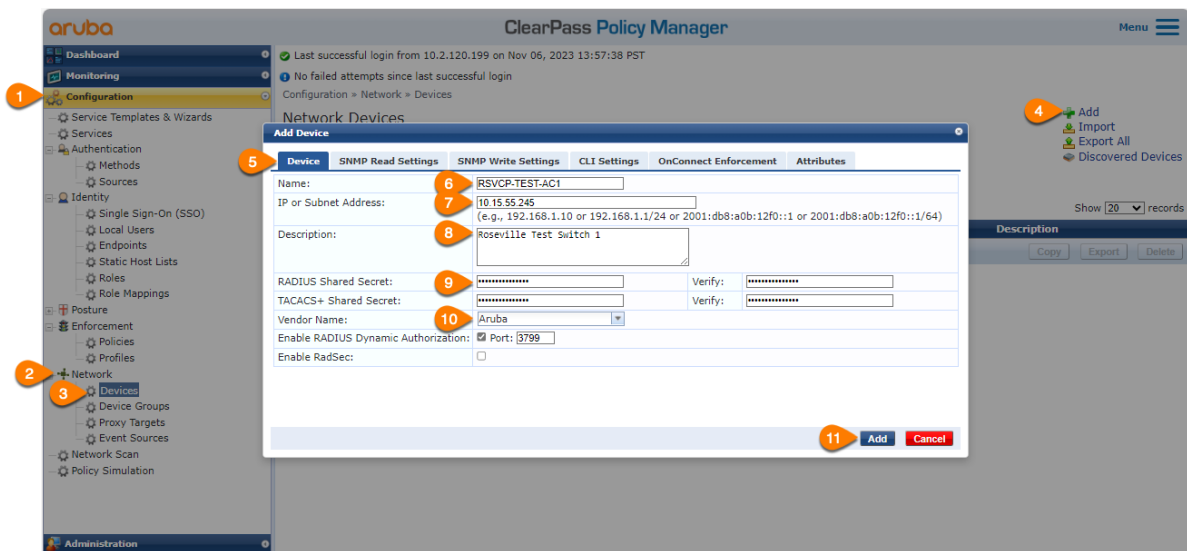 aruba
ClearPass Policy Manager
Menu
Dashboard
Monitoring
1
Configuration
Service Templates & Wizards
Services
Authentication
Methods
Sources
Identity
Single Sign-On (SSO)
Local Users
Endpoints
Static Host Lists
Roles
Role Mappings
Posture
Enforcement
Policies
Profiles
2
Network
3
Devices
Device Groups
Proxy Targets
Event Sources
Network Scan
Policy Simulation
Administration
Last successful login from 10.2.120.199 on Nov 06, 2023 13:57:38 PST
No failed attempts since last successful login
Configuration » Network » Devices
Network Devices
4
Add
Import
Export All
Discovered Devices
Show 20 records
Description
Copy Export Delete
Add Device
5
Device SNMP Read Settings SNMP Write Settings CLI Settings OnConnect Enforcement Attributes
Name: 6 RSVCP-TEST-AC1
IP or Subnet Address: 7 10.15.55.245
(e.g., 192.168.1.10 or 192.168.1.1/24 or 2001:db8:a0b:12f0::1 or 2001:db8:a0b:12f0::1/64)
Description: 8 Roseville Test Switch 1
RADIUS Shared Secret: 9 ••••••••••••••• Verify: •••••••••••••••
TACACS+ Shared Secret: ••••••••••••••• Verify: •••••••••••••••
Vendor Name: 10 Aruba
Enable RADIUS Dynamic Authorization: Port: 3799
Enable RadSec:
11 Add Cancel